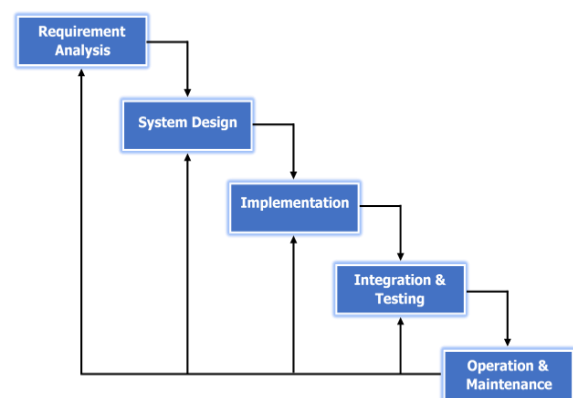 Requirement
Analysis
System Design
Implementation
Integration &
Testing
Operation &
Maintenance